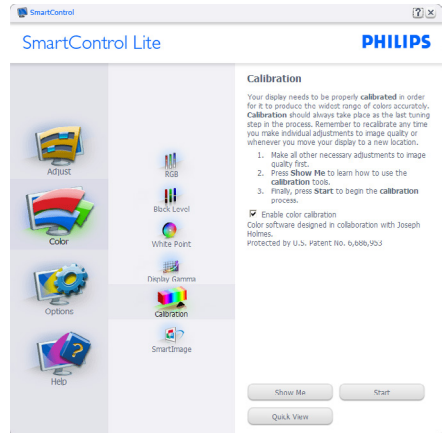 SmartControl
? ×
SmartControl Lite
PHILIPS
Adjust
Color
Options
Help
RGB
Black Level
White Point
Display Gamma
Calibration
SmartImage
Calibration
Your display needs to be properly calibrated in order
for it to produce the widest range of colors accurately.
Calibration should always take place as the last tuning
step in the process. Remember to recalibrate any time
you make individual adjustments to image quality or
whenever you move your display to a new location.
1. Make all other necessary adjustments to image
quality first.
2. Press Show Me to learn how to use the
calibration tools.
3. Finally, press Start to begin the calibration
process.
Enable color calibration
Color software designed in collaboration with Joseph
Holmes.
Protected by U.S. Patent No. 6,686,953
Show Me
Start
Quick View